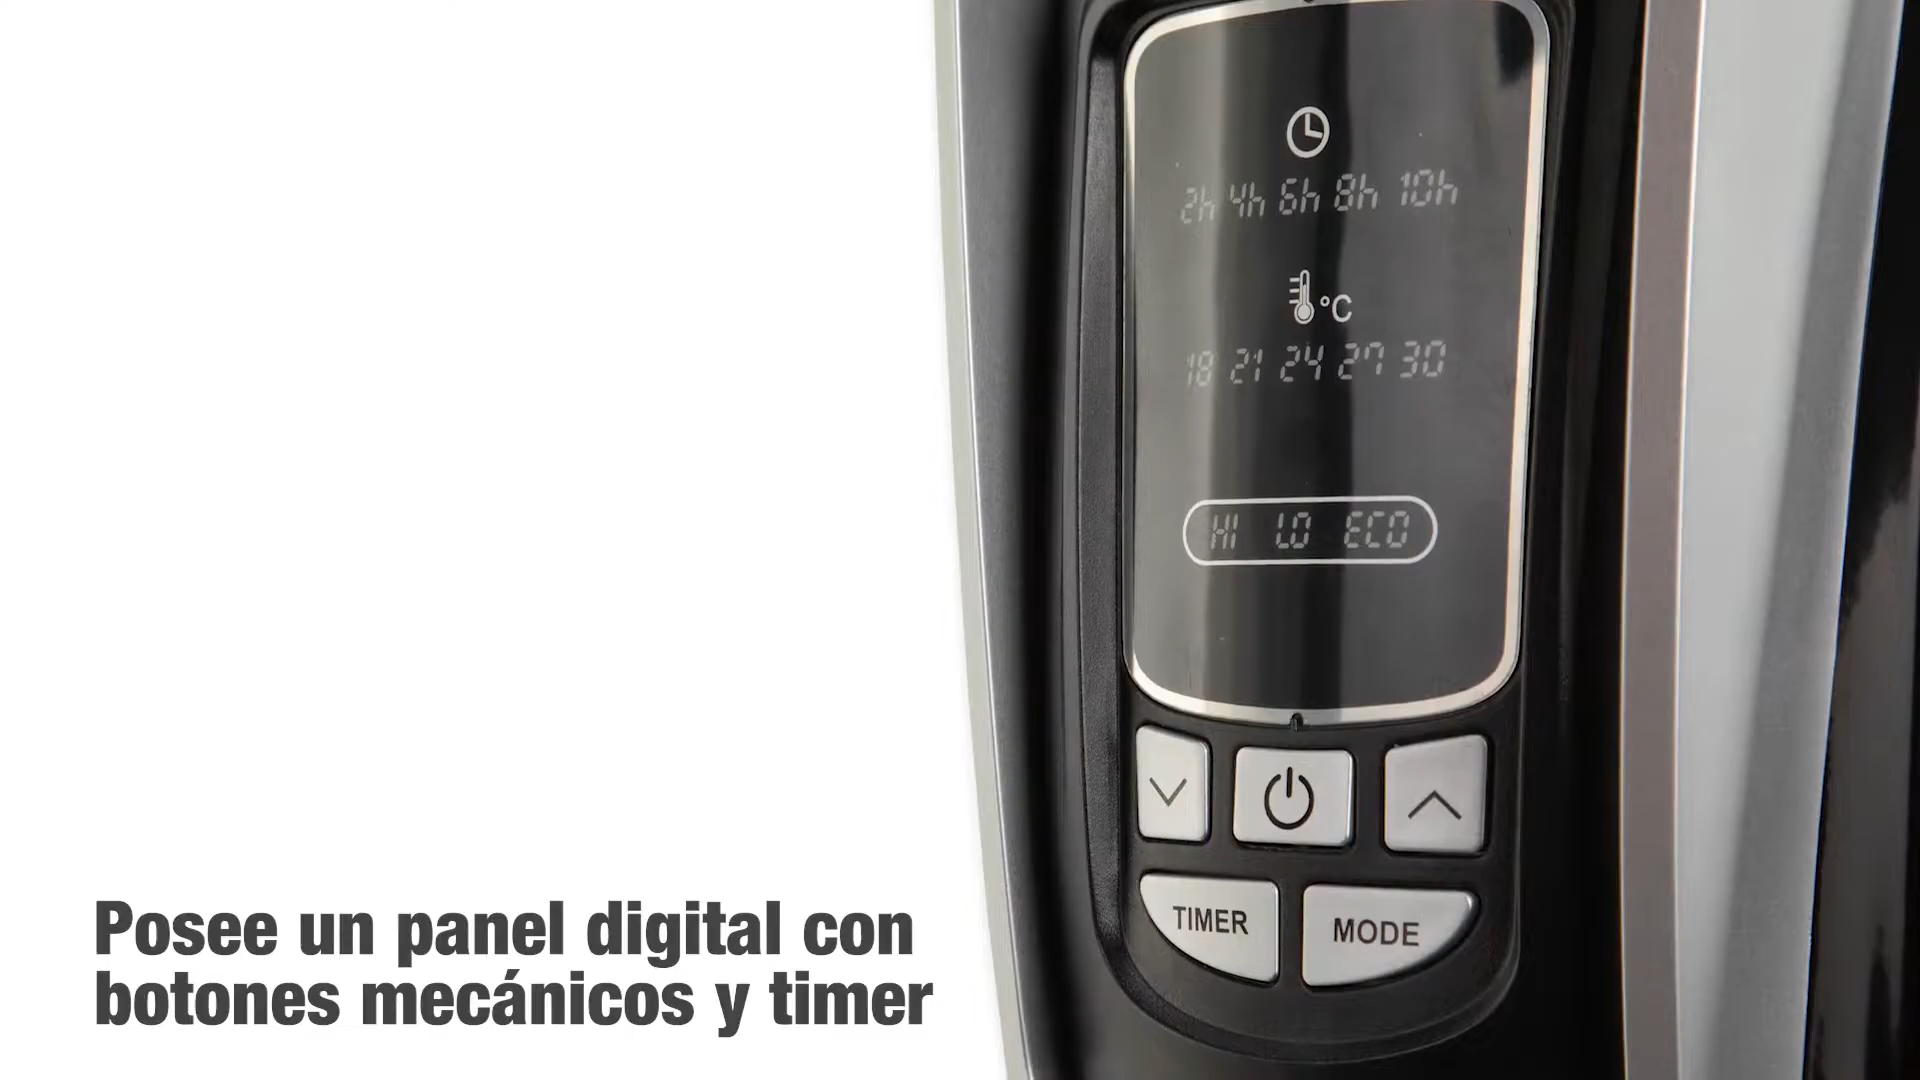 2h 4h 6h 8h 10h
°C
18 21 24 27 30
HI LO ECO
TIMER MODE
Posee un panel digital con
botones mecánicos y timer